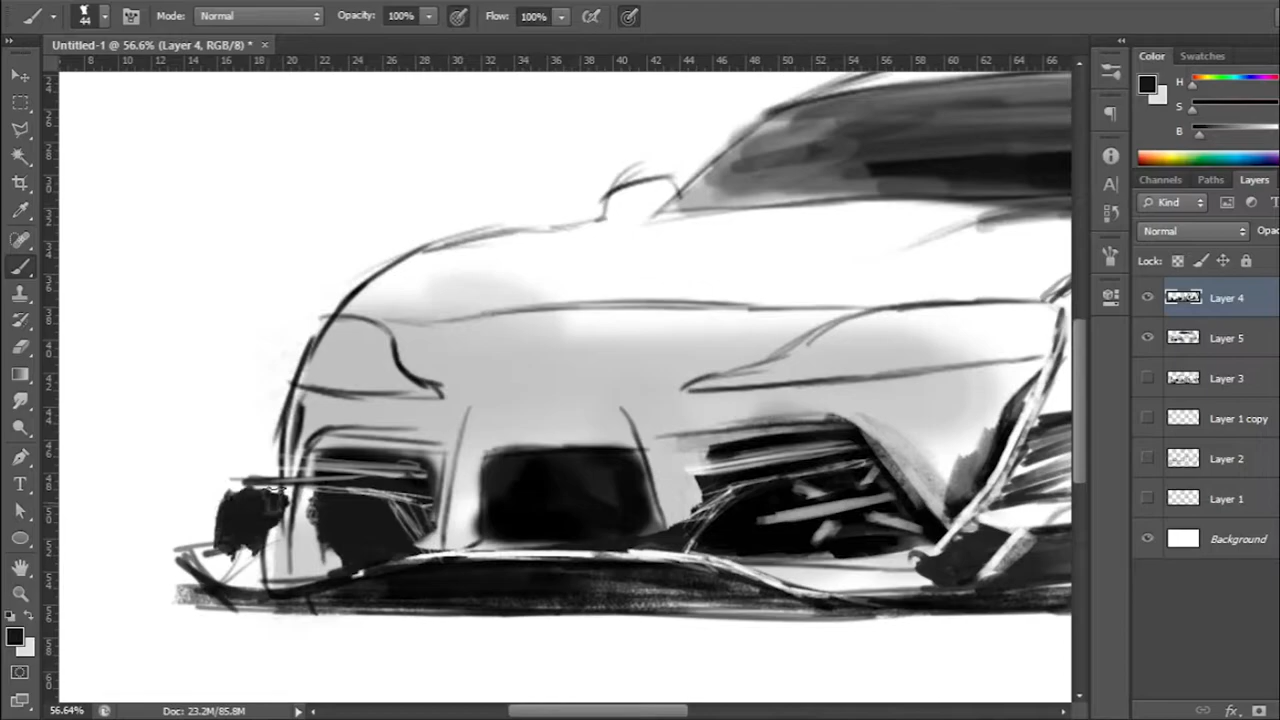 44 Mode: Normal Opacity: 100% Flow: 100%
Untitled-1 @ 56.6% (Layer 4, RGB/8) * ×
8 10 12 14 16 18 20 22 24 26 28 30 32 34 36 38 40 42 44 46 48 50 52 54 56 58 60 62 64 66
Color Swatches
H
S
B
Channels Paths Layers
Kind
Normal Opac
Lock:
Layer 4
Layer 5
Layer 3
Layer 1 copy
Layer 2
Layer 1
Background
fx
56.64% Doc: 23.2M/85.8M